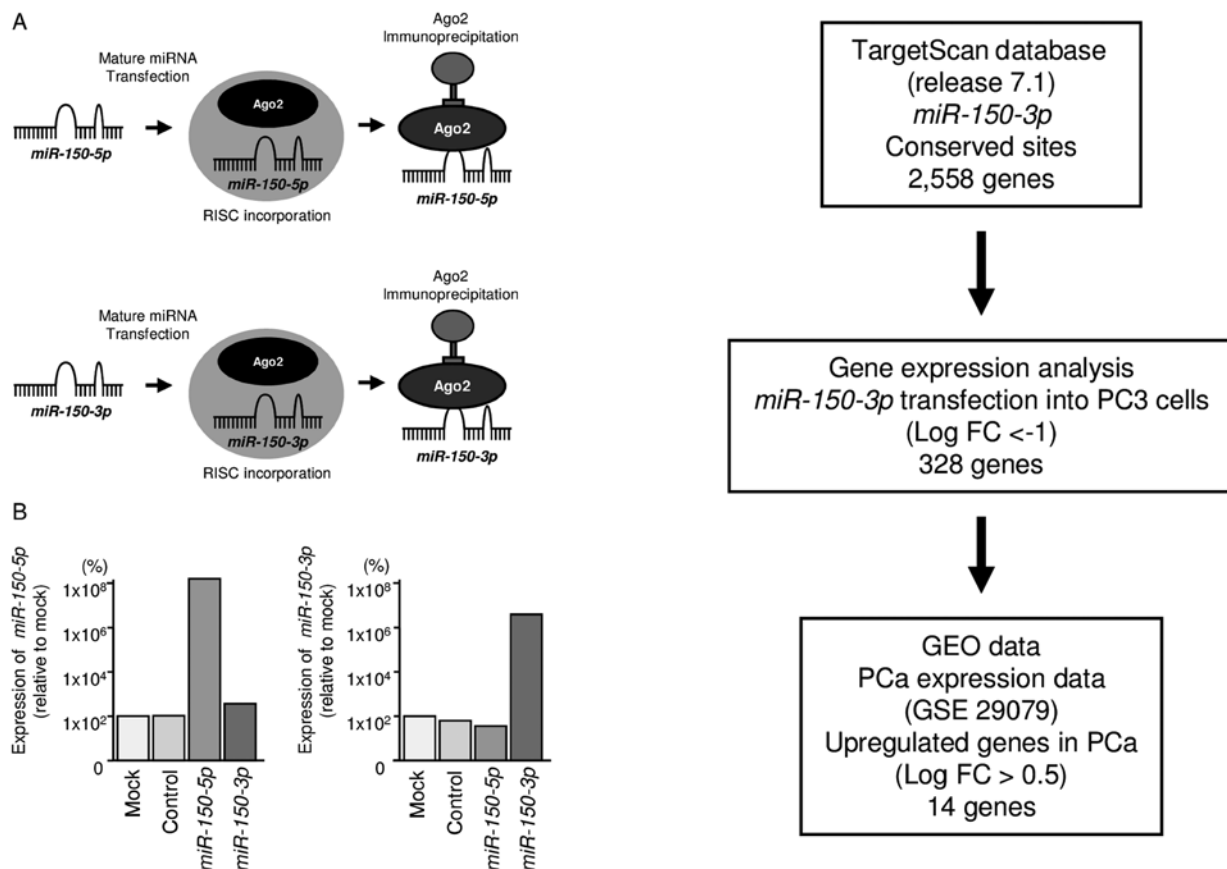 A
Mature miRNA
Transfection
miR-150-5p
Ago2
miR-150-5p
RISC incorporation
Ago2
Immunoprecipitation
Ago2
miR-150-5p
Mature miRNA
Transfection
miR-150-3p
Ago2
miR-150-3p
RISC incorporation
Ago2
Immunoprecipitation
Ago2
miR-150-3p
B
Expression of miR-150-5p
(relative to mock)
(%)
1x10⁸
1x10⁶
1x10⁴
1x10²
0
Mock
Control
miR-150-5p
miR-150-3p
Expression of miR-150-3p
(relative to mock)
(%)
1x10⁸
1x10⁶
1x10⁴
1x10²
0
Mock
Control
miR-150-5p
miR-150-3p
TargetScan database
(release 7.1)
miR-150-3p
Conserved sites
2,558 genes
Gene expression analysis
miR-150-3p transfection into PC3 cells
(Log FC <-1)
328 genes
GEO data
PCa expression data
(GSE 29079)
Upregulated genes in PCa
(Log FC > 0.5)
14 genes